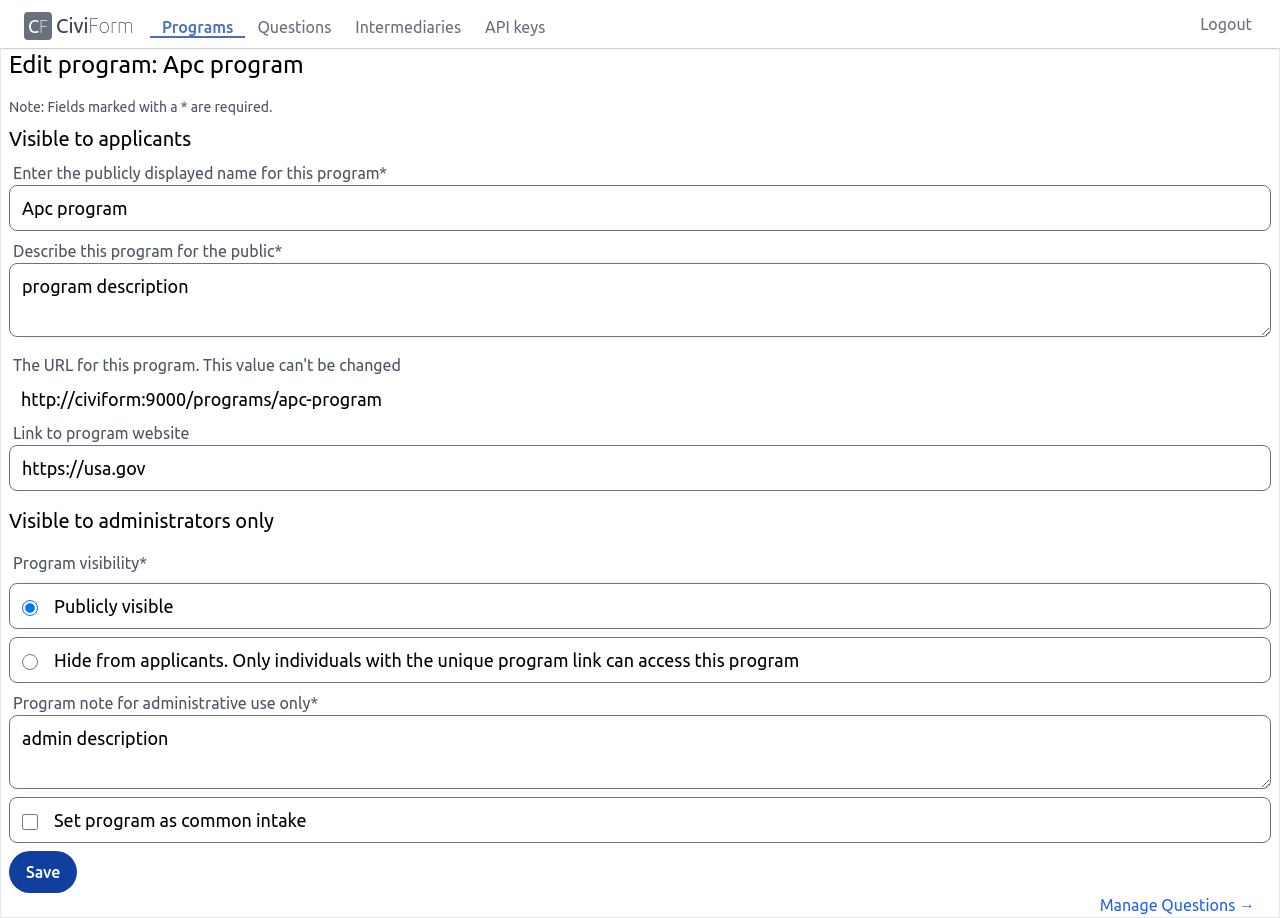 CF CiviForm Programs Questions Intermediaries API keys Logout
Edit program: Apc program
Note: Fields marked with a * are required.
Visible to applicants
Enter the publicly displayed name for this program*
Apc program
Describe this program for the public*
program description
The URL for this program. This value can't be changed
http://civiform:9000/programs/apc-program
Link to program website
https://usa.gov
Visible to administrators only
Program visibility*
Publicly visible
Hide from applicants. Only individuals with the unique program link can access this program
Program note for administrative use only*
admin description
Set program as common intake
Save
Manage Questions →